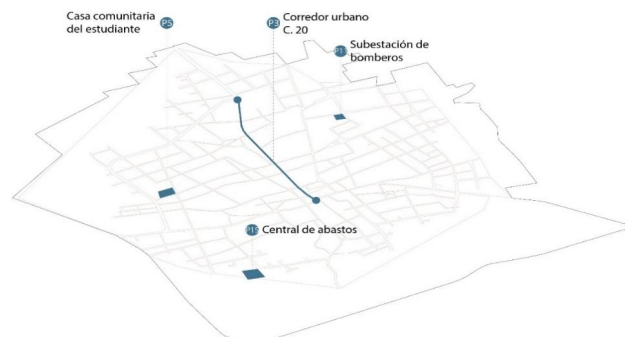 Casa comunitaria
del estudiante
P5
P3
Corredor urbano
C. 20
Subestación de
bomberos
Central de abastos